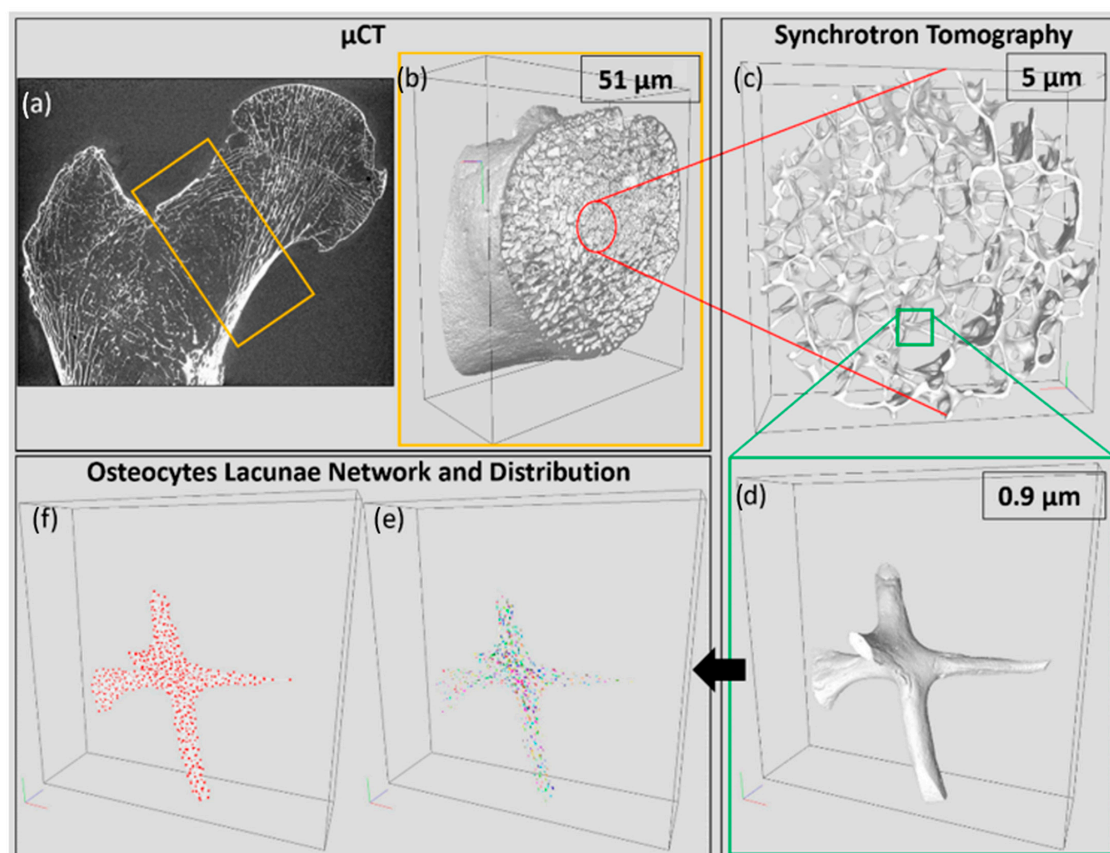 µCT
(a)
(b)
51 µm
Synchrotron Tomography
(c)
5 µm
Osteocytes Lacunae Network and Distribution
(f)
(e)
(d)
0.9 µm